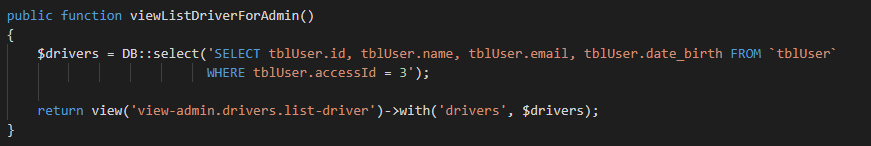 public function viewListDriverForAdmin()
{
    $drivers = DB::select('SELECT tblUser.id, tblUser.name, tblUser.email, tblUser.date_birth FROM `tblUser`
                          WHERE tblUser.accessId = 3');

    return view('view-admin.drivers.list-driver')->with('drivers', $drivers);
}